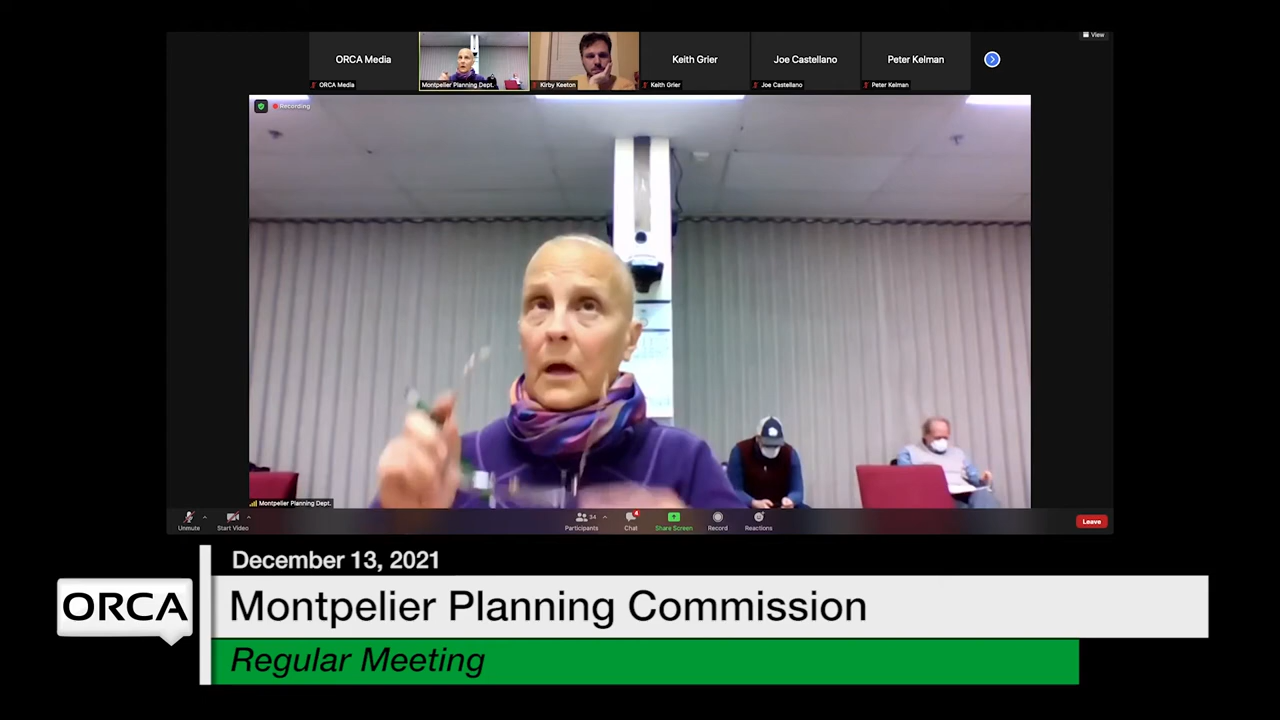 View
ORCA Media
Keith Grier
Joe Castellano
Peter Kelman
ORCA Media
Montpelier Planning Dept.
Kirby Keeton
Keith Grier
Joe Castellano
Peter Kelman
Recording
Montpelier Planning Dept.
34
4
Unmute
Start Video
Participants
Chat
Share Screen
Record
Reactions
Leave
December 13, 2021
ORCA
Montpelier Planning Commission
Regular Meeting